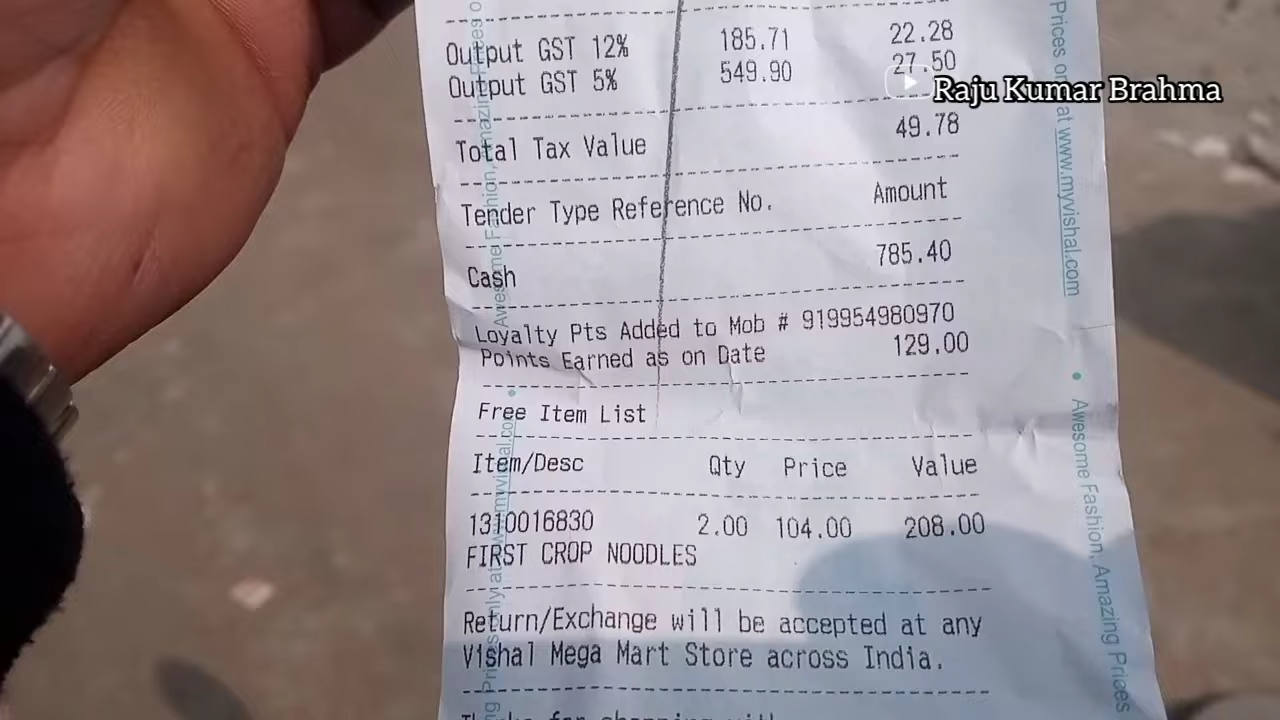 Output GST 12% 185.71 22.28
Output GST 5% 549.90 27.50
Raju Kumar Brahma
Total Tax Value 49.78
Tender Type Reference No. Amount
Cash 785.40
Loyalty Pts Added to Mob # 919954980970
Points Earned as on Date 129.00
Free Item List
Item/Desc Qty Price Value
1310016830 2.00 104.00 208.00
FIRST CROP NOODLES
Return/Exchange will be accepted at any
Vishal Mega Mart Store across India.
Prices at www.myvishal.com
• Awesome Fashion, Amazing Prices